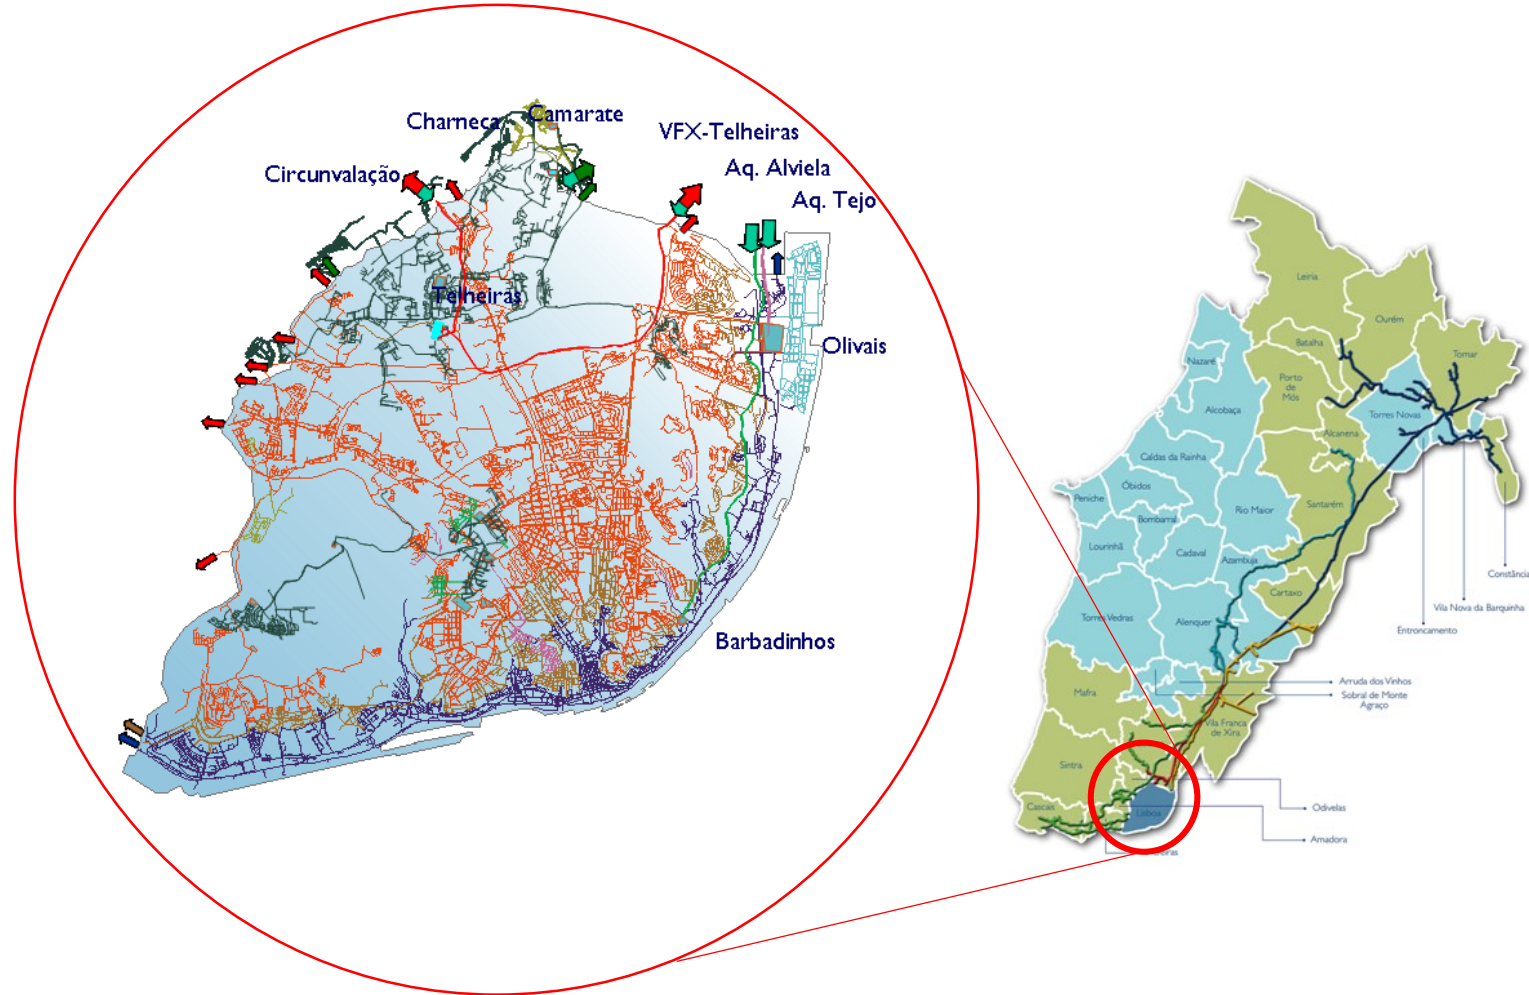 Charneca
Camarate
VFX-Telheiras
Circunvalação
Aq. Alviela
Aq. Tejo
Telheiras
Olivais
Barbadinhos
Leiria
Ourém
Batalha
Tomar
Nazaré
Porto
de
Mós
Alcobaça
Torres Novas
Alcanena
Caldas da Rainha
Óbidos
Peniche
Santarém
Rio Maior
Bombarral
Lourinhã
Cadaval
Azambuja
Constância
Cartaxo
Vila Nova da Barquinha
Torres Vedras
Alenquer
Entroncamento
Arruda dos Vinhos
Sobral de Monte
Agraço
Mafra
Vila Franca
de Xira
Sintra
Cascais
Lisboa
Odivelas
Amadora